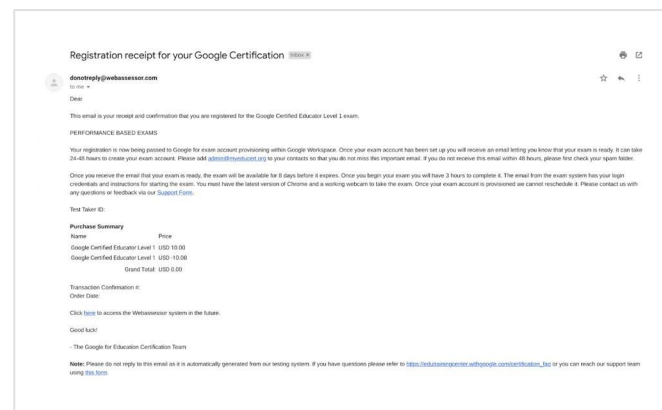 Registration receipt for your Google Certification Inbox ×
donotreply@webassessor.com
to me
Dear
This email is your receipt and confirmation that you are registered for the Google Certified Educator Level 1 exam.
PERFORMANCE BASED EXAMS
Your registration is now being passed to Google for exam account provisioning within Google Workspace. Once your exam account has been set up you will receive an email letting you know that your exam is ready. It can take
24-48 hours to create your exam account. Please add admin@myeducert.org to your contacts so that you do not miss this important email. If you do not receive this email within 48 hours, please first check your spam folder.
Once you receive the email that your exam is ready, the exam will be available for 8 days before it expires. Once you begin your exam you will have 3 hours to complete it. The email from the exam system has your login
credentials and instructions for starting the exam. You must have the latest version of Chrome and a working webcam to take the exam. Once your exam account is provisioned we cannot reschedule it. Please contact us with
any questions or feedback via our Support Form.
Test Taker ID:
Purchase Summary
Name Price
Google Certified Educator Level 1 USD 10.00
Google Certified Educator Level 1 USD -10.00
Grand Total: USD 0.00
Transaction Confirmation #:
Order Date:
Click here to access the Webassessor system in the future.
Good luck!
- The Google for Education Certification Team
Note: Please do not reply to this email as it is automatically generated from our testing system. If you have questions please refer to or you can reach our support team
using this form.